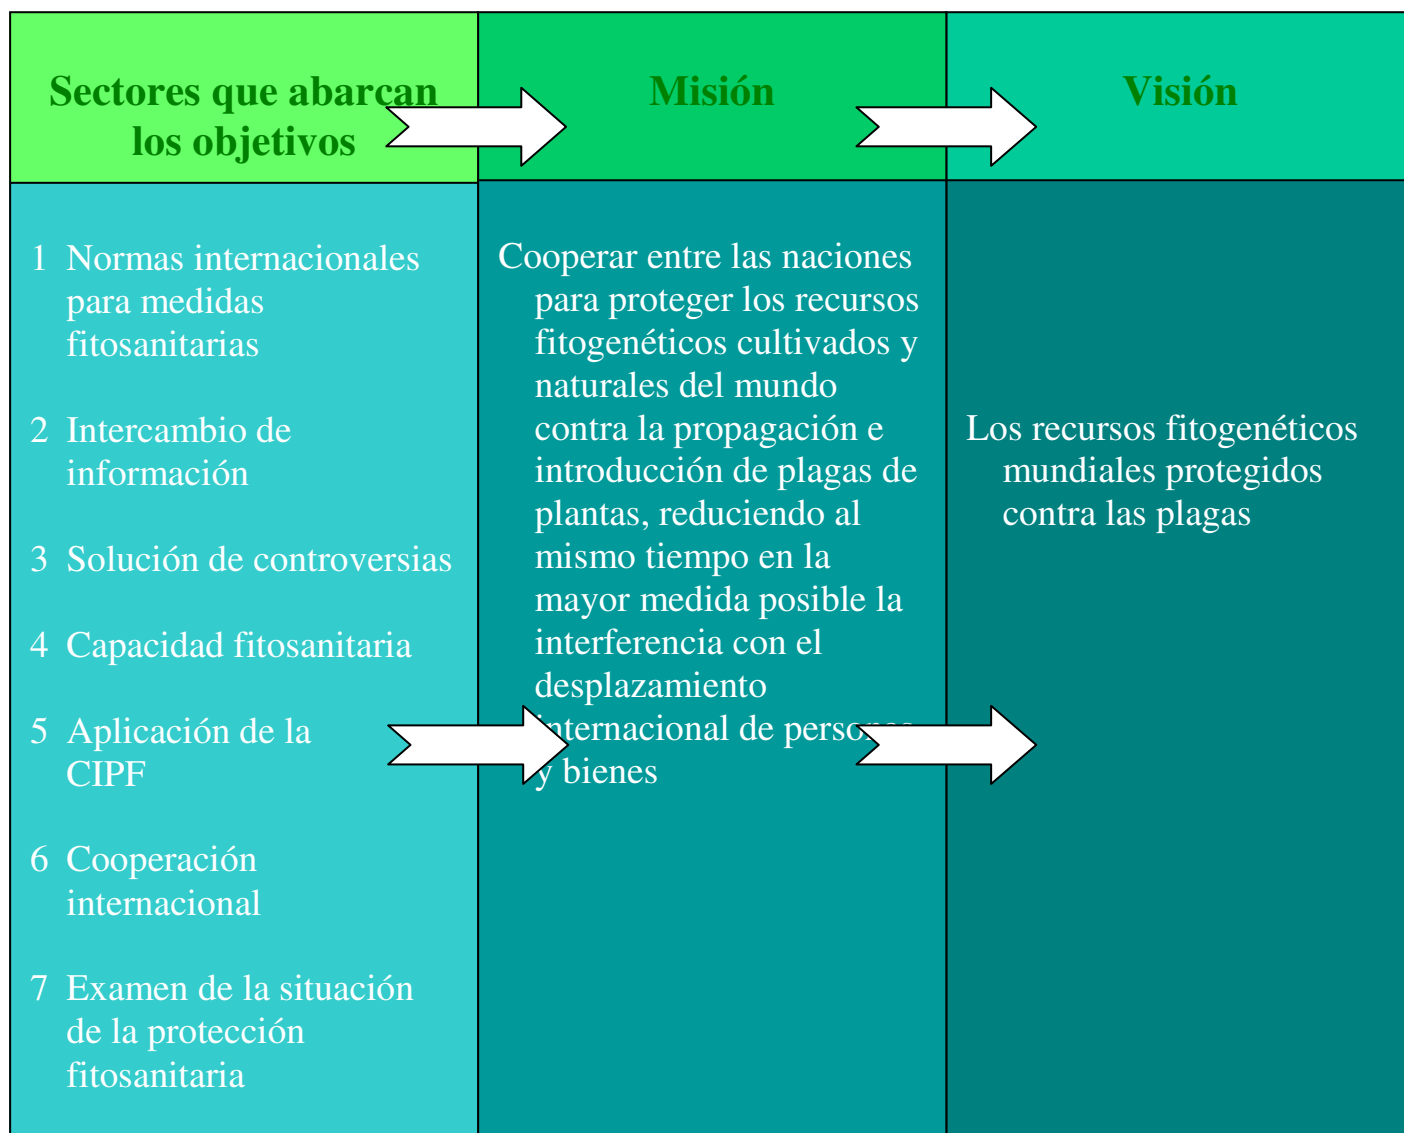 Sectores que abarcan
los objetivos
Misión
Visión
1 Normas internacionales
para medidas
fitosanitarias
2 Intercambio de
información
3 Solución de controversias
4 Capacidad fitosanitaria
5 Aplicación de la
CIPF
6 Cooperación
internacional
7 Examen de la situación
de la protección
fitosanitaria
Cooperar entre las naciones
para proteger los recursos
fitogenéticos cultivados y
naturales del mundo
contra la propagación e
introducción de plagas de
plantas, reduciendo al
mismo tiempo en la
mayor medida posible la
interferencia con el
desplazamiento
internacional de personas
y bienes
Los recursos fitogenéticos
mundiales protegidos
contra las plagas